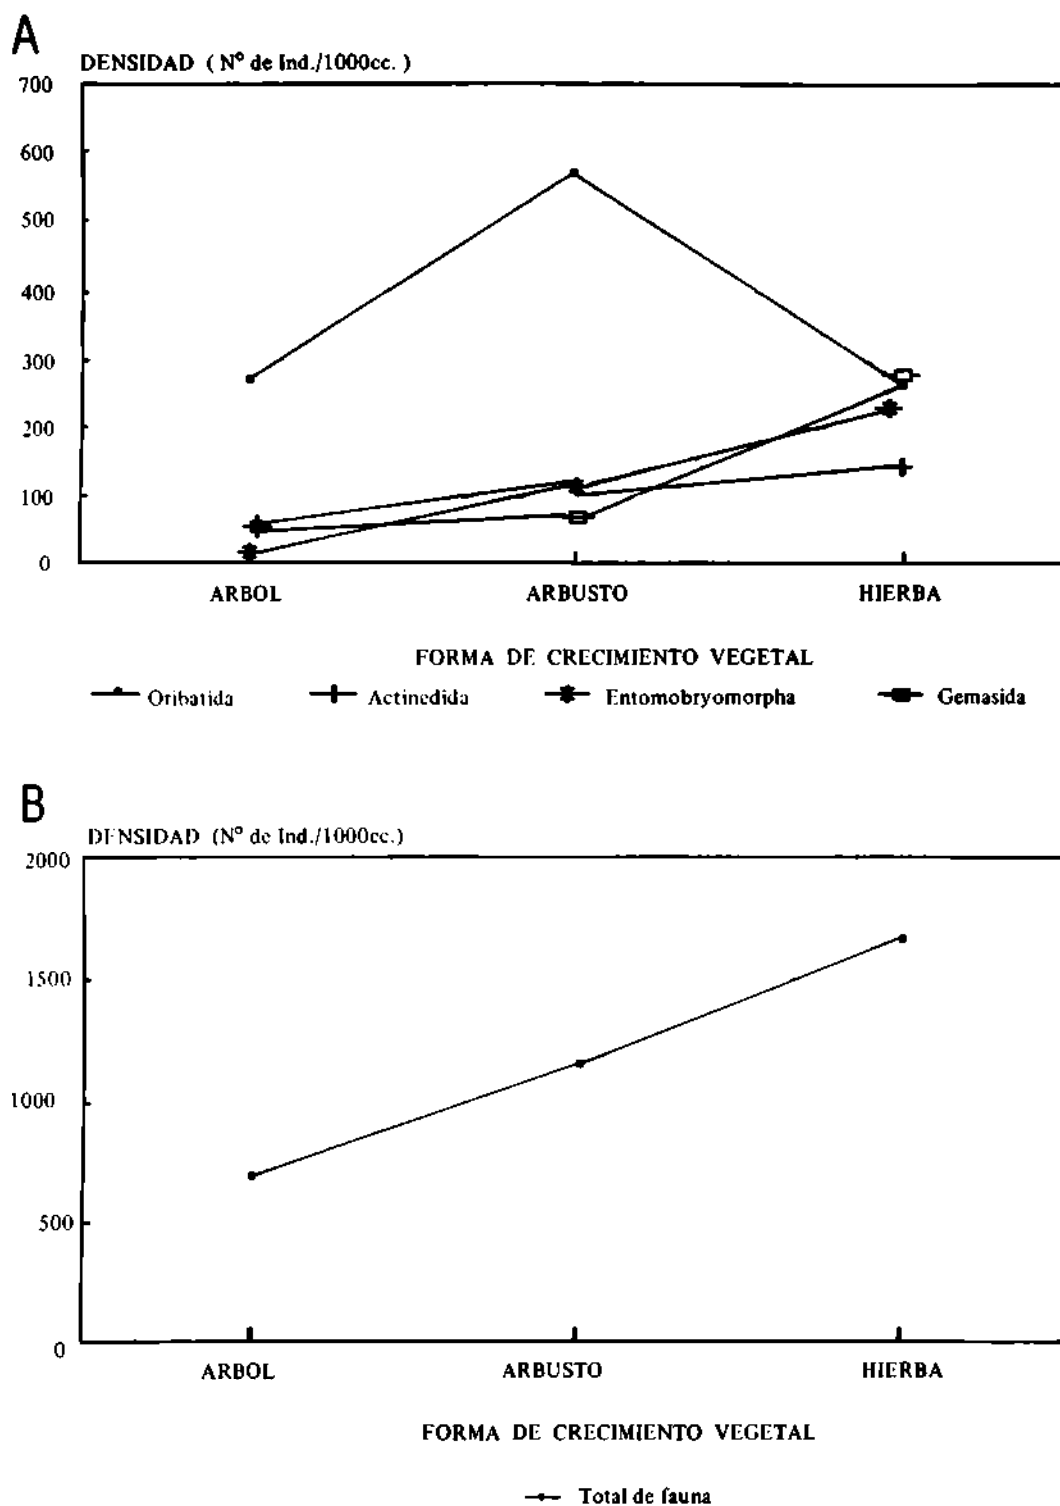 A
DENSIDAD ( Nº de Ind./1000cc. )
700
600
500
400
300
200
100
0
ARBOL ARBUSTO HIERBA
FORMA DE CRECIMIENTO VEGETAL
Oribatida Actinedida Entomobryomorpha Gemasida
B
DENSIDAD (Nº de Ind./1000cc.)
2000
1500
1000
500
0
ARBOL ARBUSTO HIERBA
FORMA DE CRECIMIENTO VEGETAL
Total de fauna